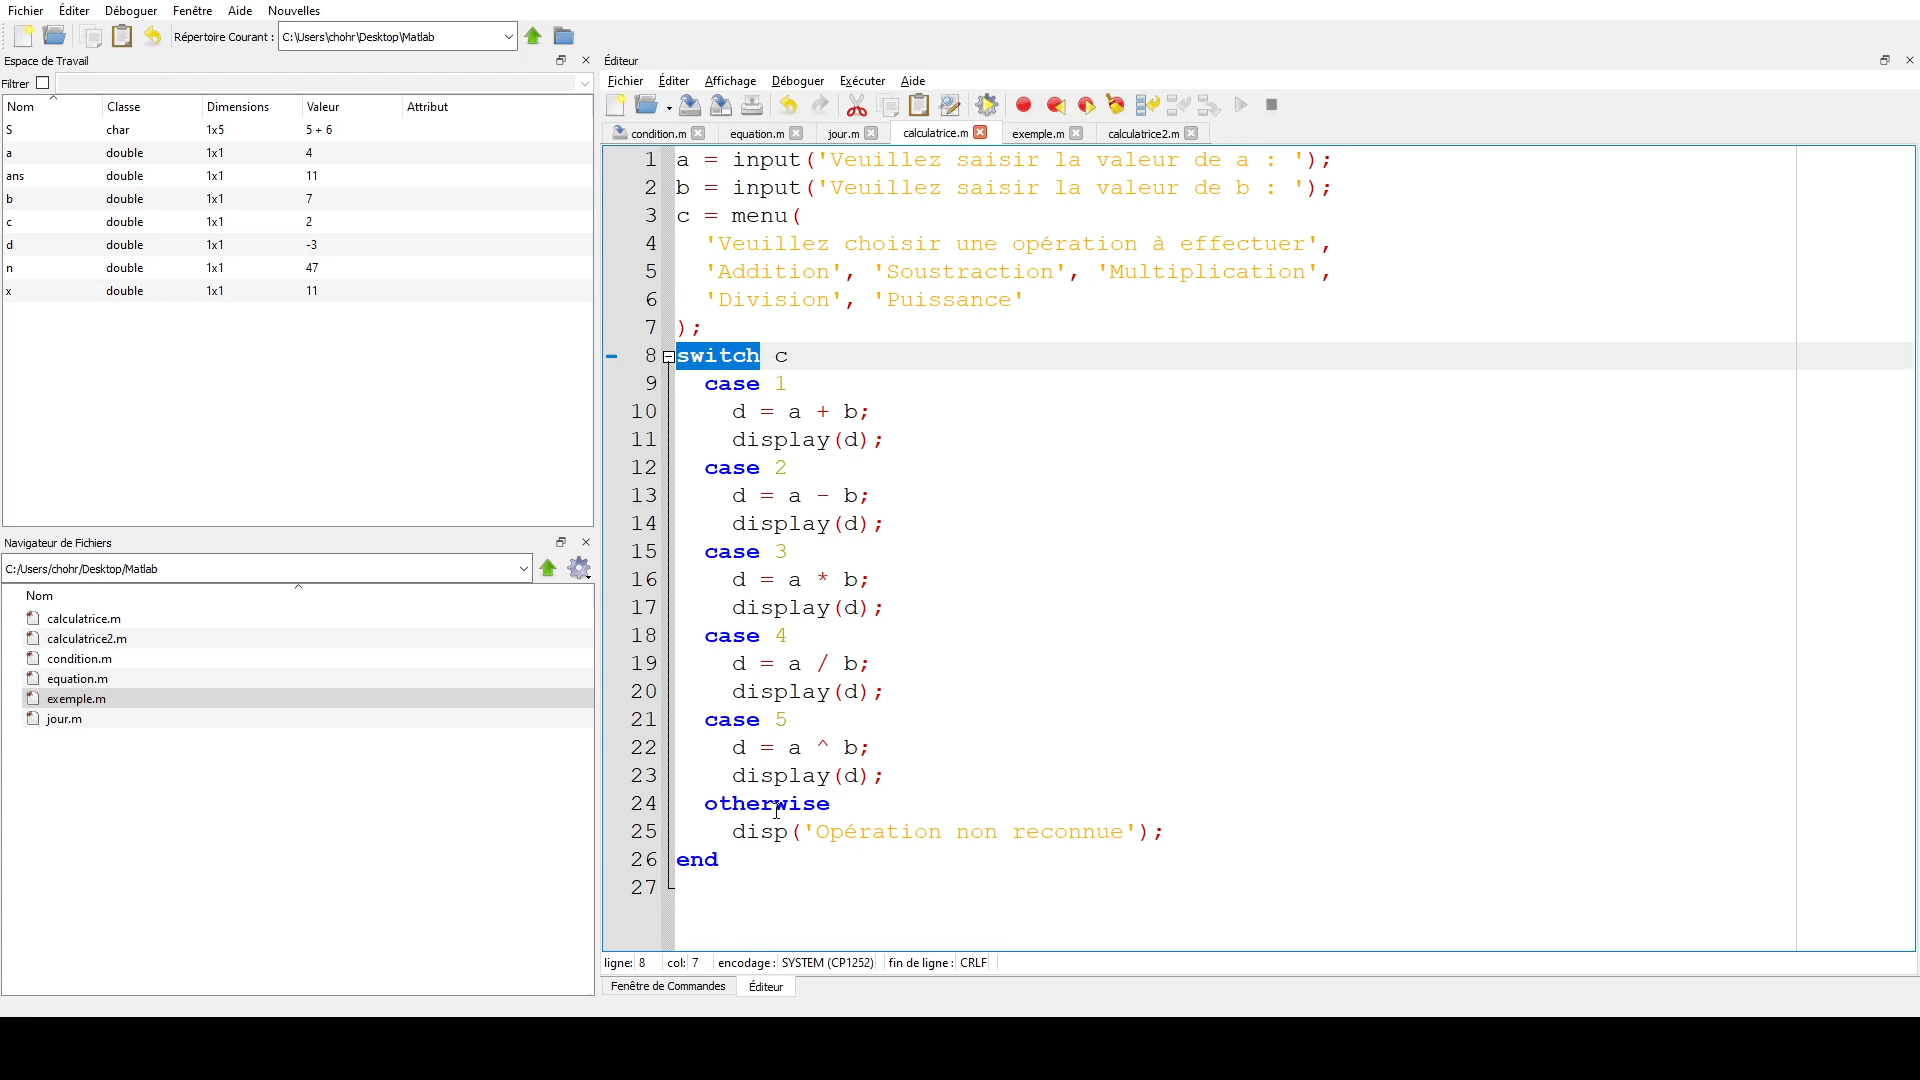 Fichier Éditer Déboguer Fenêtre Aide Nouvelles
Répertoire Courant : C:\Users\chohr\Desktop\Matlab
Espace de Travail
Filtrer
Nom Classe Dimensions Valeur Attribut
S char 1x5 5 + 6
a double 1x1 4
ans double 1x1 11
b double 1x1 7
c double 1x1 2
d double 1x1 -3
n double 1x1 47
x double 1x1 11
Navigateur de Fichiers
C:/Users/chohr/Desktop/Matlab
Nom
calculatrice.m
calculatrice2.m
condition.m
equation.m
exemple.m
jour.m
Éditeur
Fichier Éditer Affichage Déboguer Exécuter Aide
condition.m equation.m jour.m calculatrice.m exemple.m calculatrice2.m
1 a = input('Veuillez saisir la valeur de a : ');
2 b = input('Veuillez saisir la valeur de b : ');
3 c = menu(
4 'Veuillez choisir une opération à effectuer',
5 'Addition', 'Soustraction', 'Multiplication',
6 'Division', 'Puissance'
7 );
8 switch c
9 case 1
10 d = a + b;
11 display(d);
12 case 2
13 d = a - b;
14 display(d);
15 case 3
16 d = a * b;
17 display(d);
18 case 4
19 d = a / b;
20 display(d);
21 case 5
22 d = a ^ b;
23 display(d);
24 otherwise
25 disp('Opération non reconnue');
26 end
27
ligne: 8 col: 7 encodage : SYSTEM (CP1252) fin de ligne : CRLF
Fenêtre de Commandes Éditeur